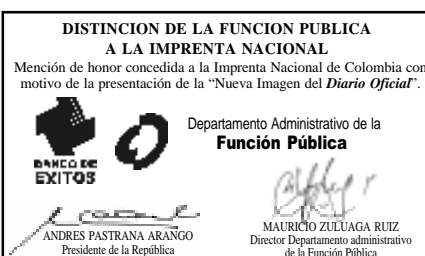 DISTINCION DE LA FUNCION PUBLICA
A LA IMPRENTA NACIONAL
Mención de honor concedida a la Imprenta Nacional de Colombia con
motivo de la presentación de la “Nueva Imagen del Diario Oficial”.
BANCO DE
EXITOS
Departamento Administrativo de la
Función Pública
ANDRES PASTRANA ARANGO
Presidente de la República
MAURICIO ZULUAGA RUIZ
Director Departamento administrativo
de la Función Pública